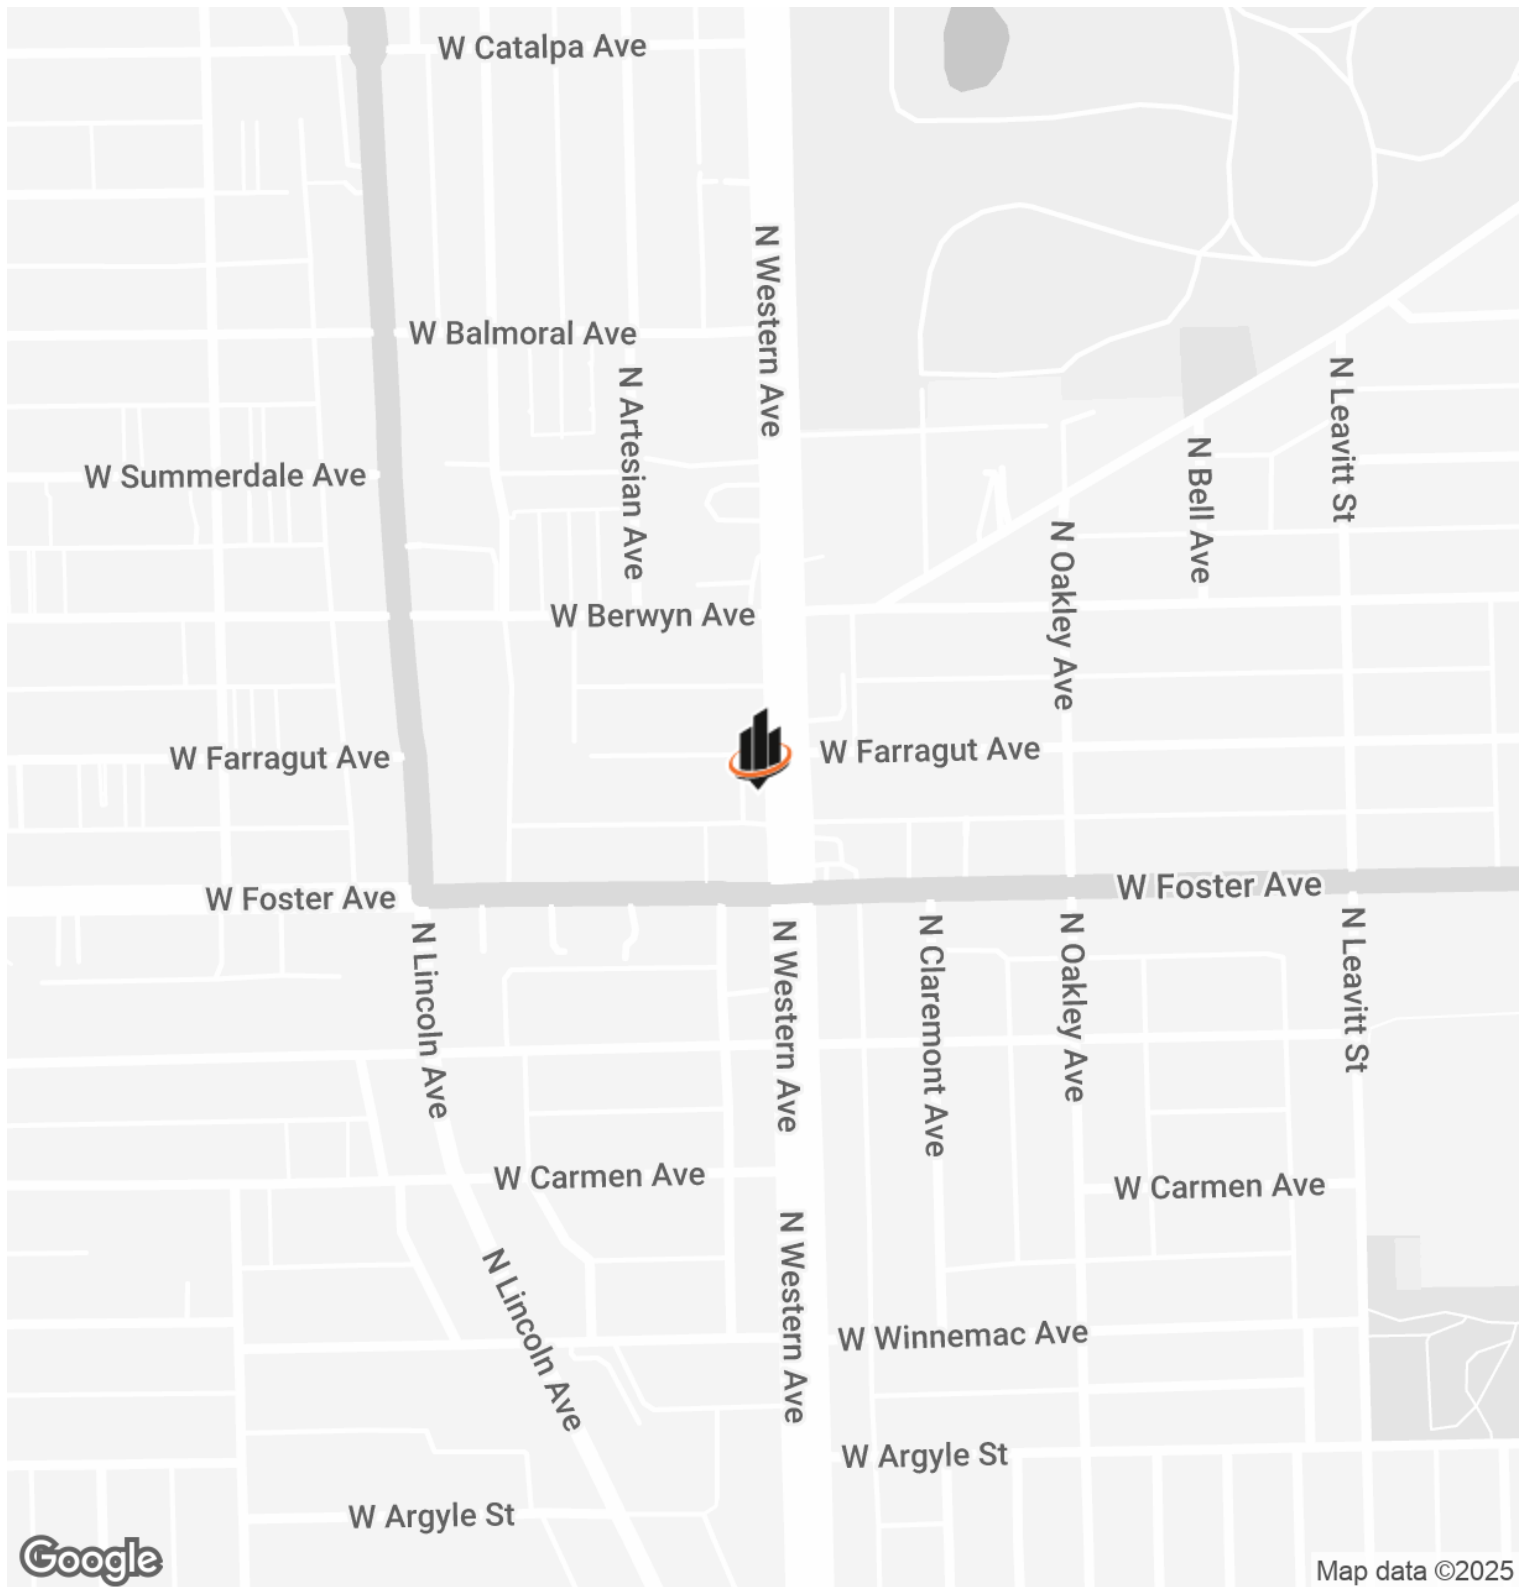 W Catalpa Ave
N Western Ave
W Balmoral Ave
N Artesian Ave
N Leavitt St
N Bell Ave
W Summerdale Ave
N Oakley Ave
W Berwyn Ave
W Farragut Ave
W Farragut Ave
W Foster Ave
W Foster Ave
N Lincoln Ave
N Western Ave
N Claremont Ave
N Oakley Ave
N Leavitt St
W Carmen Ave
W Carmen Ave
N Lincoln Ave
N Western Ave
W Winnemac Ave
W Argyle St
W Argyle St
Google
Map data ©2025